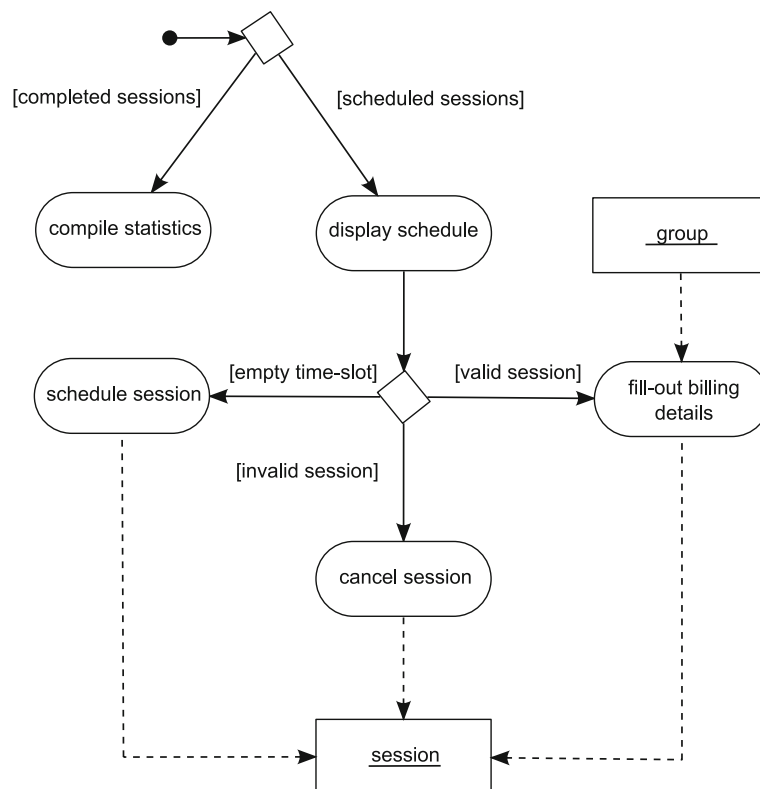 [completed sessions]
[scheduled sessions]
compile statistics
display schedule
group
[empty time-slot]
[valid session]
schedule session
fill-out billing
details
[invalid session]
cancel session
session